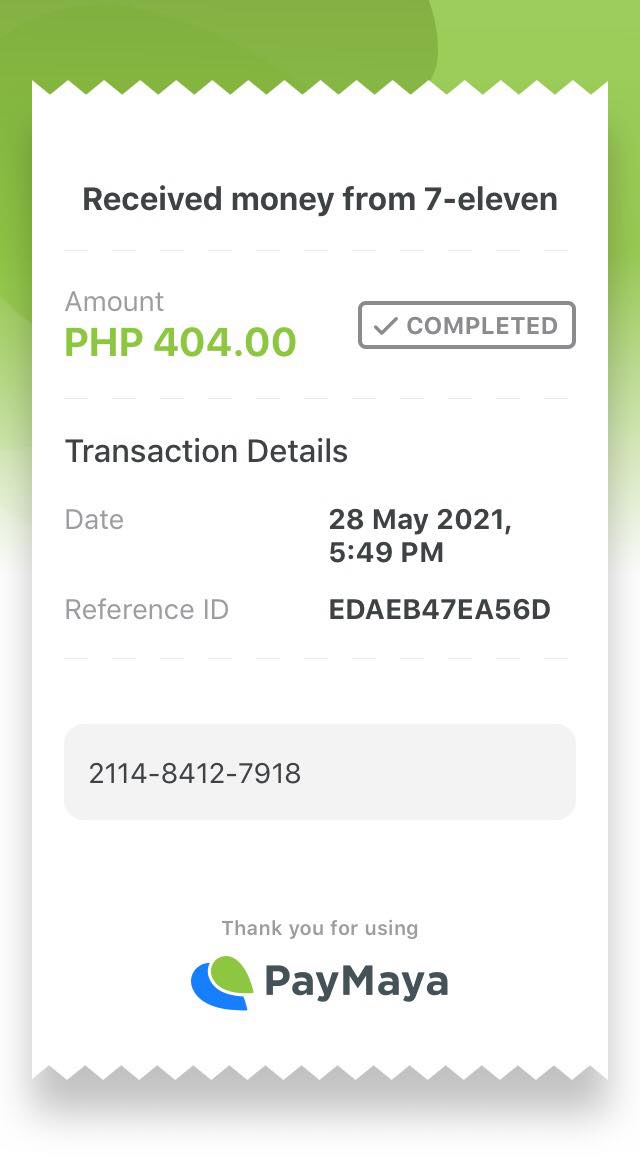 Received money from 7-eleven
Amount
PHP 404.00
COMPLETED
Transaction Details
Date
28 May 2021,
5:49 PM
Reference ID
EDAEB47EA56D
2114-8412-7918
Thank you for using
PayMaya